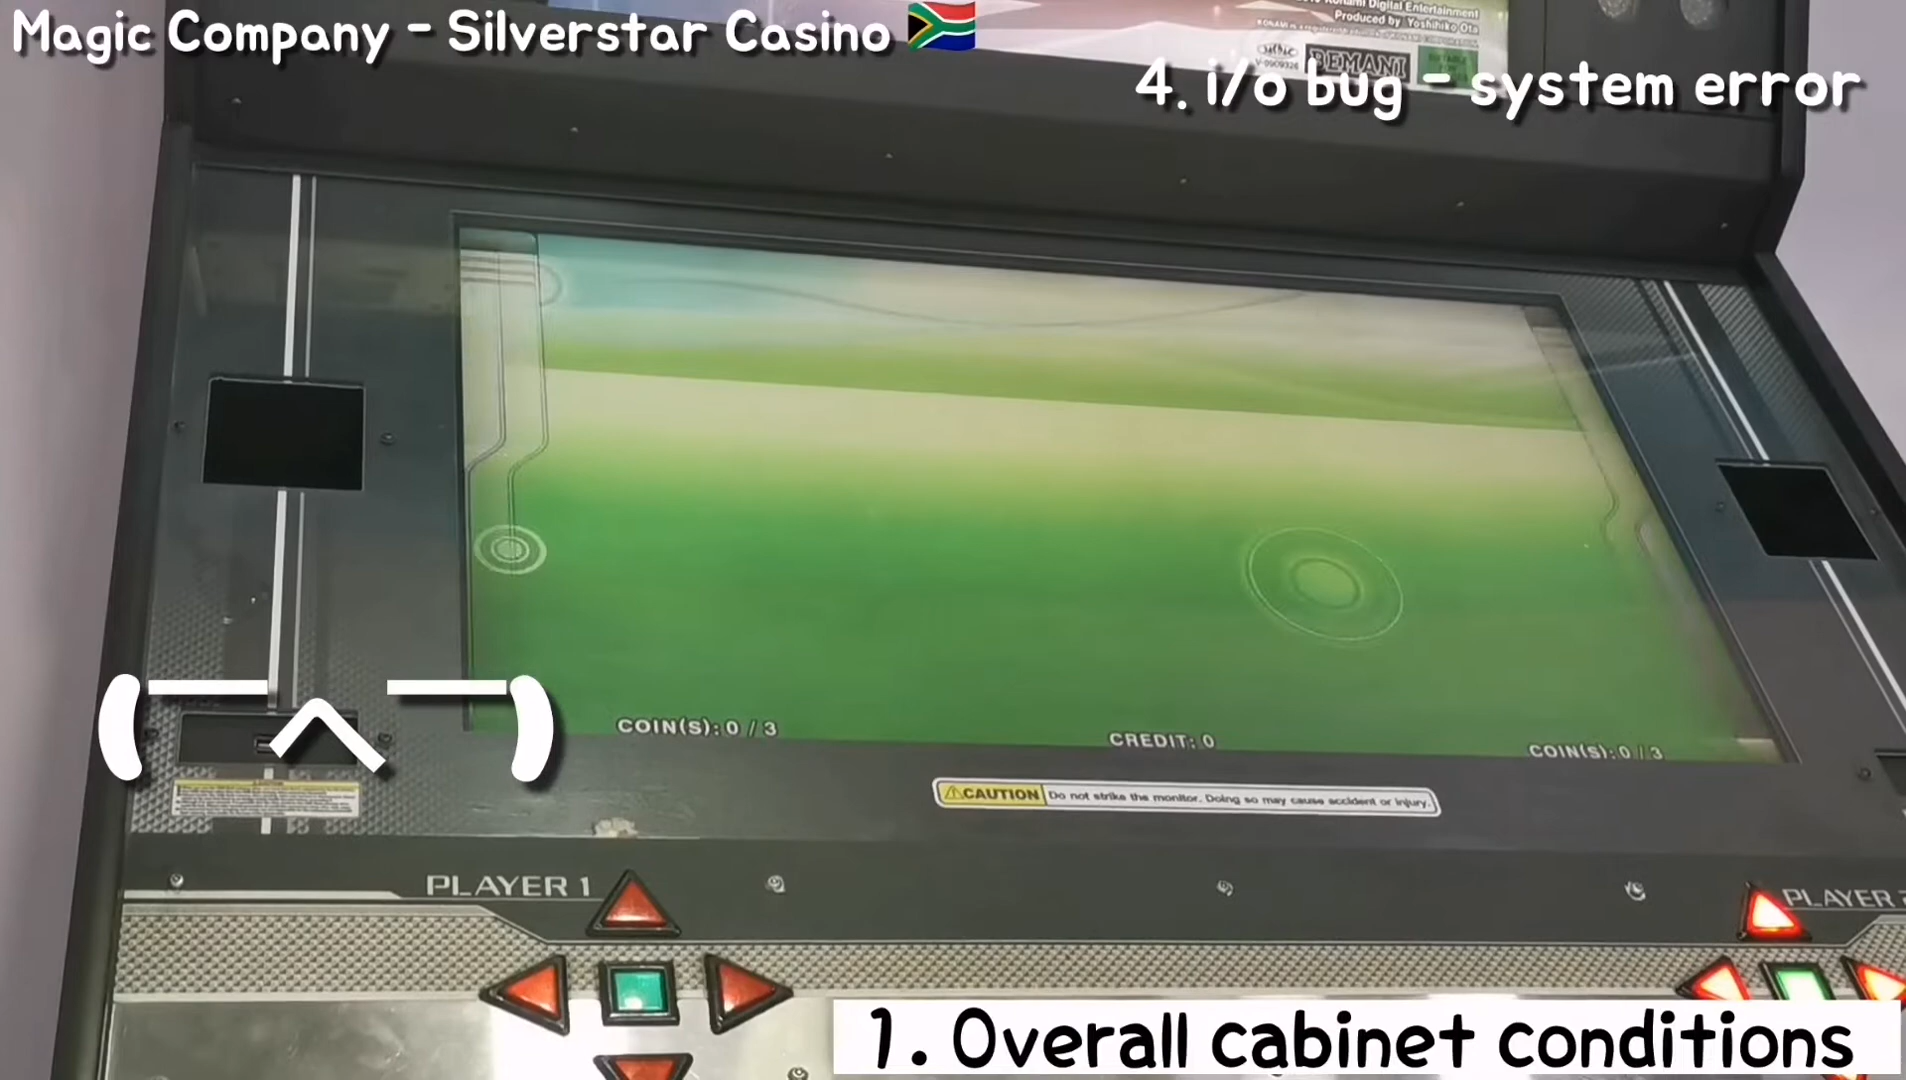 Magic Company - Silverstar Casino
Konami Digital Entertainment
Produced by Yoshihiko Ota
BEMANI
4. i/o bug - system error
COIN(S): 0 / 3
CREDIT: 0
COIN(S): 0 / 3
CAUTION Do not strike the monitor. Doing so may cause accident or injury.
PLAYER 1
PLAYER
1. Overall cabinet conditions